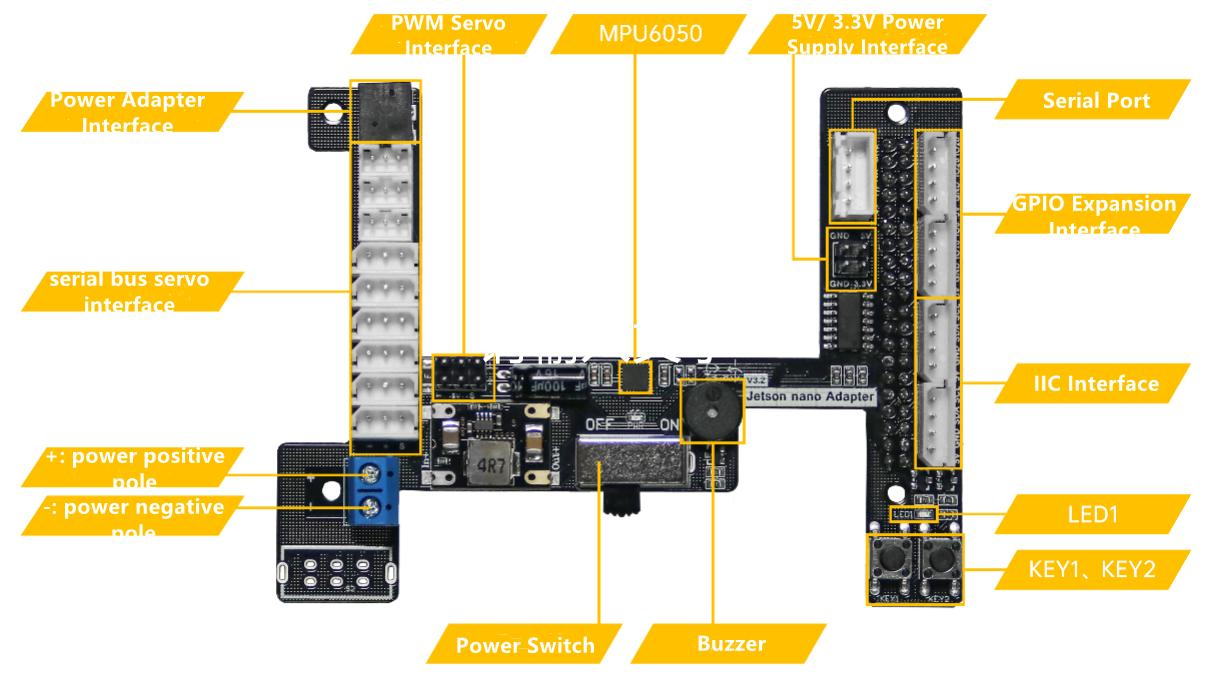 PWM Servo
Interface
MPU6050
5V/ 3.3V Power
Supply Interface
Power Adapter
Interface
Serial Port
GPIO Expansion
Interface
serial bus servo
interface
GND 5V
GND 3.3V
16V
100uF
V3.2
Jetson nano Adapter
IIC Interface
OFF
PWR
ON
4R7
+: power positive
pole
-: power negative
pole
+
-
LED1
LED1
KEY1、KEY2
KEY1
KEY2
Power Switch
Buzzer